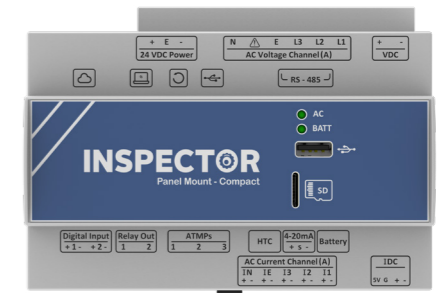 + E -
24 VDC Power
N E L3 L2 L1
AC Voltage Channel (A)
+ -
VDC
RS - 485
AC
BATT
INSPECTOR
Panel Mount - Compact
SD
Digital Input
+ 1 - + 2 -
Relay Out
1 2
ATMPs
1 2 3
HTC
4-20mA
+ s -
Battery
AC Current Channel (A)
IN IE I3 I2 I1
+ - + - + - + - + -
IDC
5V G + -